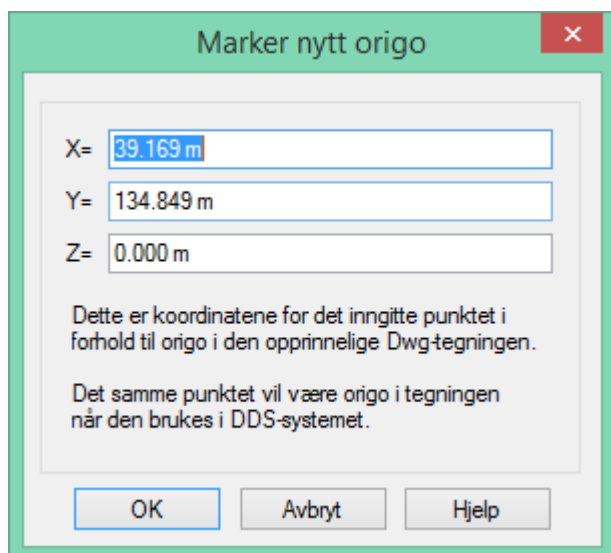 Marker nytt origo
X= 39.169 m
Y= 134.849 m
Z= 0.000 m
Dette er koordinatene for det inngitte punktet i
forhold til origo i den opprinnelige Dwg-tegningen.
Det samme punktet vil være origo i tegningen
når den brukes i DDS-systemet.
OK Avbryt Hjelp